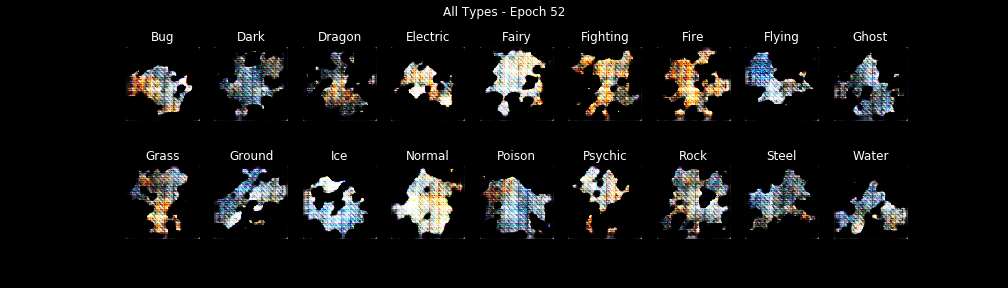 All Types - Epoch 52
Bug Dark Dragon Electric Fairy Fighting Fire Flying Ghost
Grass Ground Ice Normal Poison Psychic Rock Steel Water